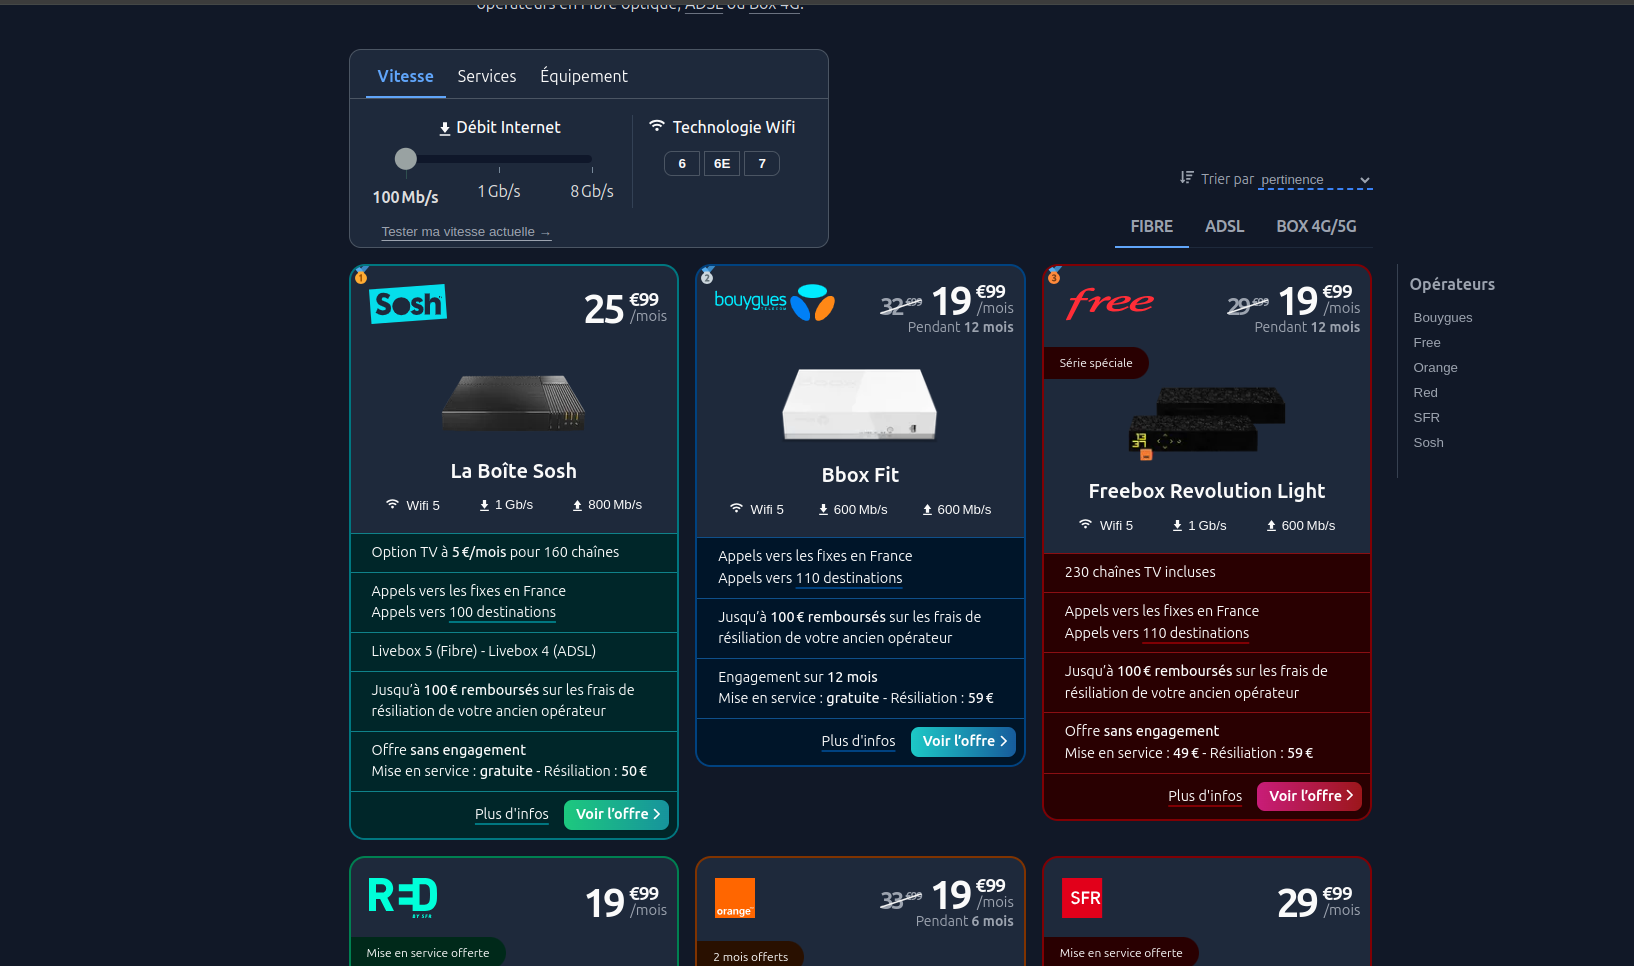 opérateurs en Fibre optique, ADSL ou Box 4G.
Vitesse Services Équipement
Débit Internet
100 Mb/s 1 Gb/s 8 Gb/s
Tester ma vitesse actuelle →
Technologie Wifi
6 6E 7
Trier par pertinence
FIBRE ADSL BOX 4G/5G
1
Sosh
25 €99 /mois
La Boîte Sosh
Wifi 5 1 Gb/s 800 Mb/s
Option TV à 5 €/mois pour 160 chaînes
Appels vers les fixes en France
Appels vers 100 destinations
Livebox 5 (Fibre) - Livebox 4 (ADSL)
Jusqu’à 100 € remboursés sur les frais de
résiliation de votre ancien opérateur
Offre sans engagement
Mise en service : gratuite - Résiliation : 50 €
Plus d'infos Voir l’offre
2
bouygues
TELECOM
32 €99 19 €99 /mois
Pendant 12 mois
Bbox Fit
Wifi 5 600 Mb/s 600 Mb/s
Appels vers les fixes en France
Appels vers 110 destinations
Jusqu’à 100 € remboursés sur les frais de
résiliation de votre ancien opérateur
Engagement sur 12 mois
Mise en service : gratuite - Résiliation : 59 €
Plus d'infos Voir l’offre
3
free
29 €99 19 €99 /mois
Pendant 12 mois
Série spéciale
Freebox Revolution Light
Wifi 5 1 Gb/s 600 Mb/s
230 chaînes TV incluses
Appels vers les fixes en France
Appels vers 110 destinations
Jusqu’à 100 € remboursés sur les frais de
résiliation de votre ancien opérateur
Offre sans engagement
Mise en service : 49 € - Résiliation : 59 €
Plus d'infos Voir l’offre
Opérateurs
Bouygues
Free
Orange
Red
SFR
Sosh
RED
BY SFR
19 €99 /mois
Mise en service offerte
orange
33 €99 19 €99 /mois
Pendant 6 mois
2 mois offerts
SFR
29 €99 /mois
Mise en service offerte